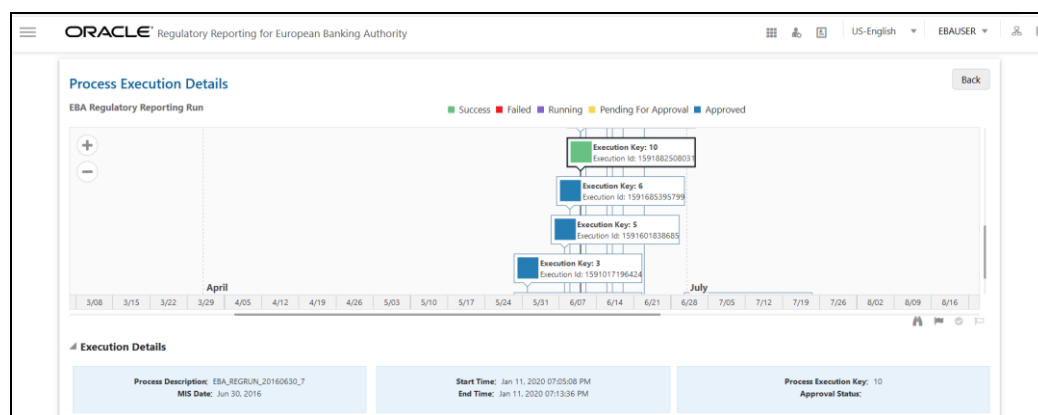 ORACLE® Regulatory Reporting for European Banking Authority US-English EBAUSER
Process Execution Details Back
EBA Regulatory Reporting Run Success Failed Running Pending For Approval Approved
Execution Key: 10
Execution Id: 1591882508031
Execution Key: 6
Execution Id: 1591685395799
Execution Key: 5
Execution Id: 1591601838685
Execution Key: 3
Execution Id: 1591017196424
April July
3/08 3/15 3/22 3/29 4/05 4/12 4/19 4/26 5/03 5/10 5/17 5/24 5/31 6/07 6/14 6/21 6/28 7/05 7/12 7/19 7/26 8/02 8/09 8/16
Execution Details
Process Description: EBA_REGRUN_20160630_7 Start Time: Jan 11, 2020 07:05:08 PM Process Execution Key: 10
MIS Date: Jun 30, 2016 End Time: Jan 11, 2020 07:13:36 PM Approval Status: